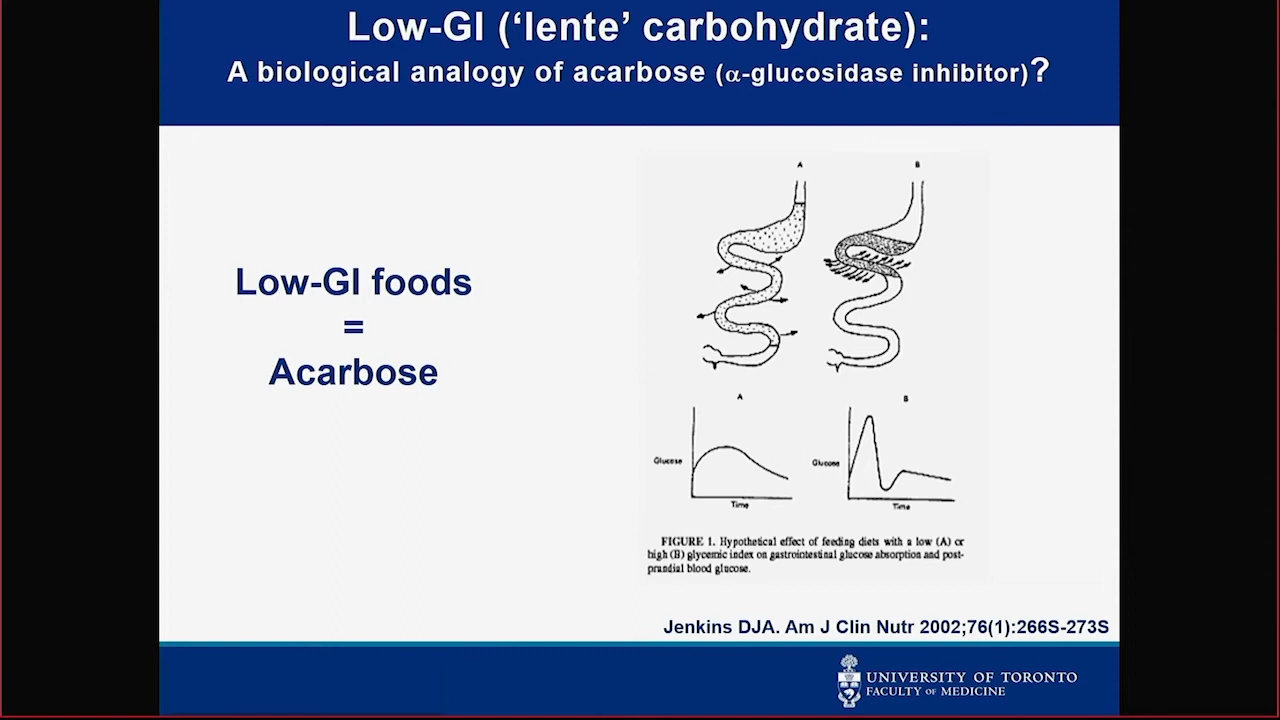 Low-GI (‘lente’ carbohydrate):
A biological analogy of acarbose (α-glucosidase inhibitor)?
Low-GI foods
=
Acarbose
A B
A B
Glucose Glucose
Time Time
FIGURE 1. Hypothetical effect of feeding diets with a low (A) or
high (B) glycemic index on gastrointestinal glucose absorption and post-
prandial blood glucose.
Jenkins DJA. Am J Clin Nutr 2002;76(1):266S-273S
UNIVERSITY OF TORONTO
FACULTY OF MEDICINE